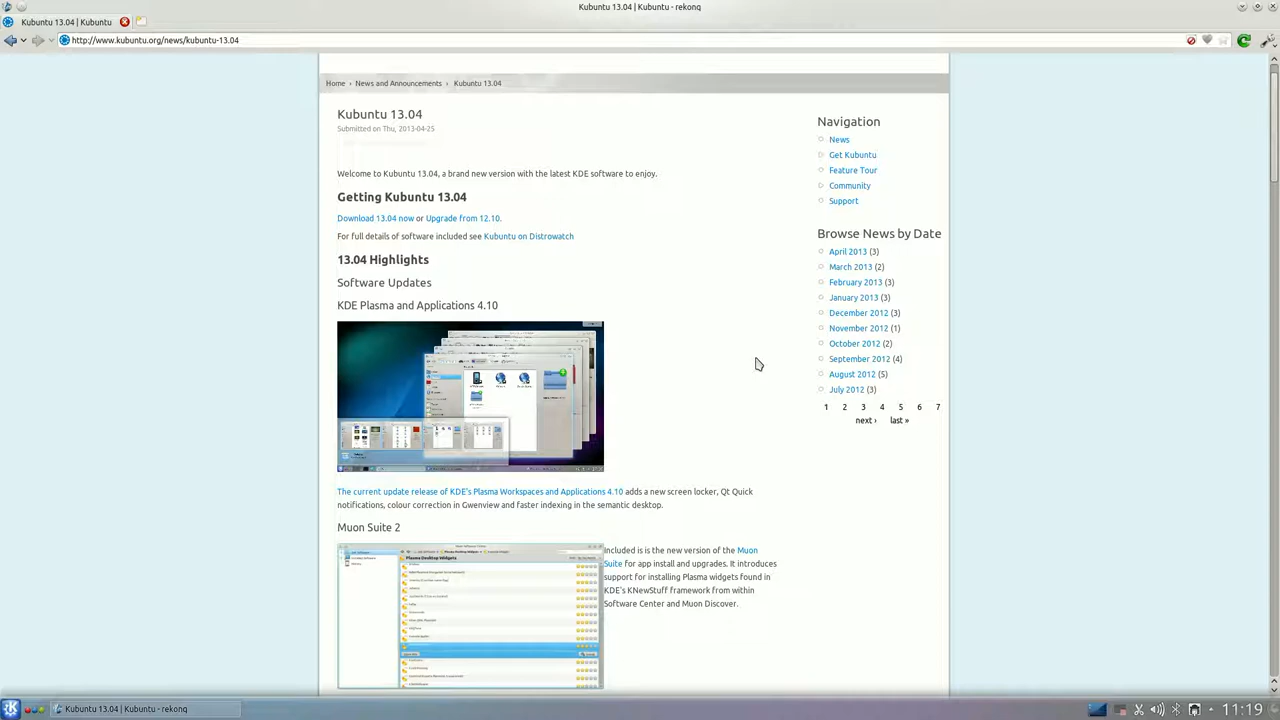 Kubuntu 13.04 | Kubuntu - rekonq
Kubuntu 13.04 | Kubuntu
http://www.kubuntu.org/news/kubuntu-13.04
Home › News and Announcements › Kubuntu 13.04
Kubuntu 13.04
Submitted on Thu, 2013-04-25
Welcome to Kubuntu 13.04, a brand new version with the latest KDE software to enjoy.
Getting Kubuntu 13.04
Download 13.04 now or Upgrade from 12.10.
For full details of software included see Kubuntu on Distrowatch
13.04 Highlights
Software Updates
KDE Plasma and Applications 4.10
The current update release of KDE's Plasma Workspaces and Applications 4.10 adds a new screen locker, Qt Quick
notifications, colour correction in Gwenview and faster indexing in the semantic desktop.
Muon Suite 2
Plasma Desktop Widgets
Included is is the new version of the Muon
Suite for app install and upgrades. It introduces
support for installing Plasma widgets found in
KDE's KNewStuff framework from within
Software Center and Muon Discover.
Navigation
News
Get Kubuntu
Feature Tour
Community
Support
Browse News by Date
April 2013 (3)
March 2013 (2)
February 2013 (3)
January 2013 (3)
December 2012 (3)
November 2012 (1)
October 2012 (2)
September 2012 (4)
August 2012 (5)
July 2012 (3)
1 2 3 4 5 6 7
next › last »
Kubuntu 13.04 | Kubuntu - rekonq
11:19